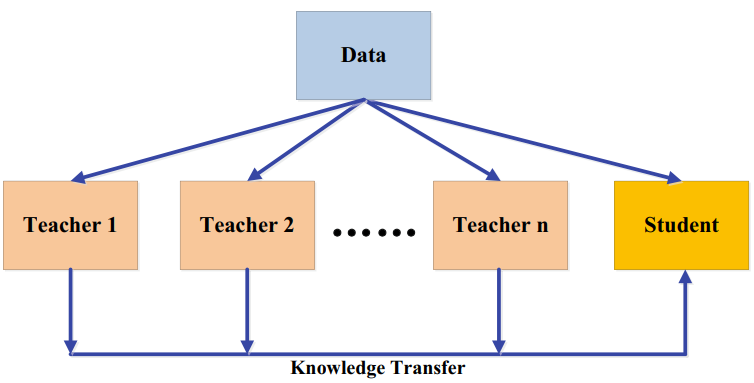 Data
Teacher 1
Teacher 2
......
Teacher n
Student
Knowledge Transfer